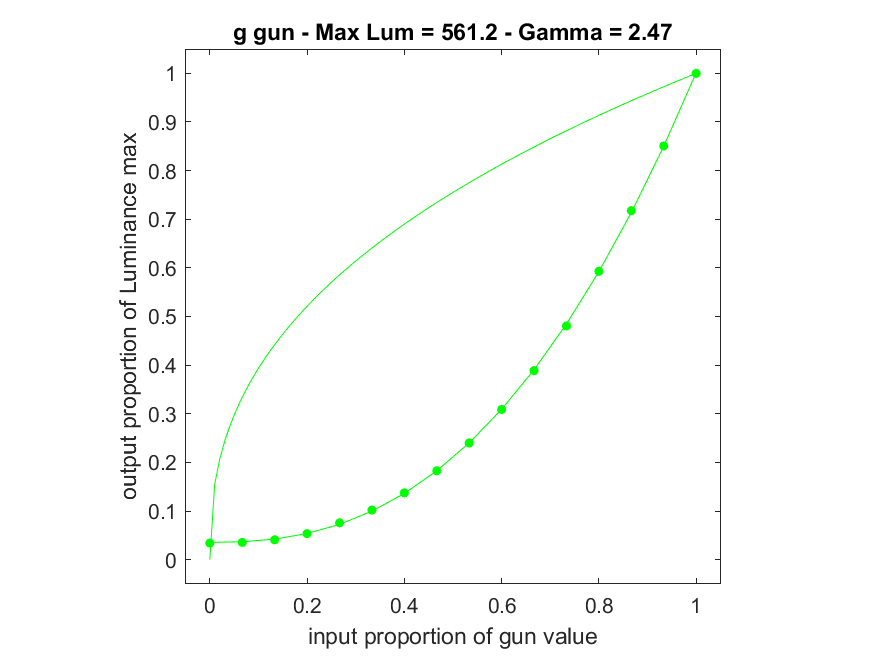 g gun - Max Lum = 561.2 - Gamma = 2.47
1
0.9
0.8
0.7
0.6
0.5
0.4
0.3
0.2
0.1
0
output proportion of Luminance max
0 0.2 0.4 0.6 0.8 1
input proportion of gun value